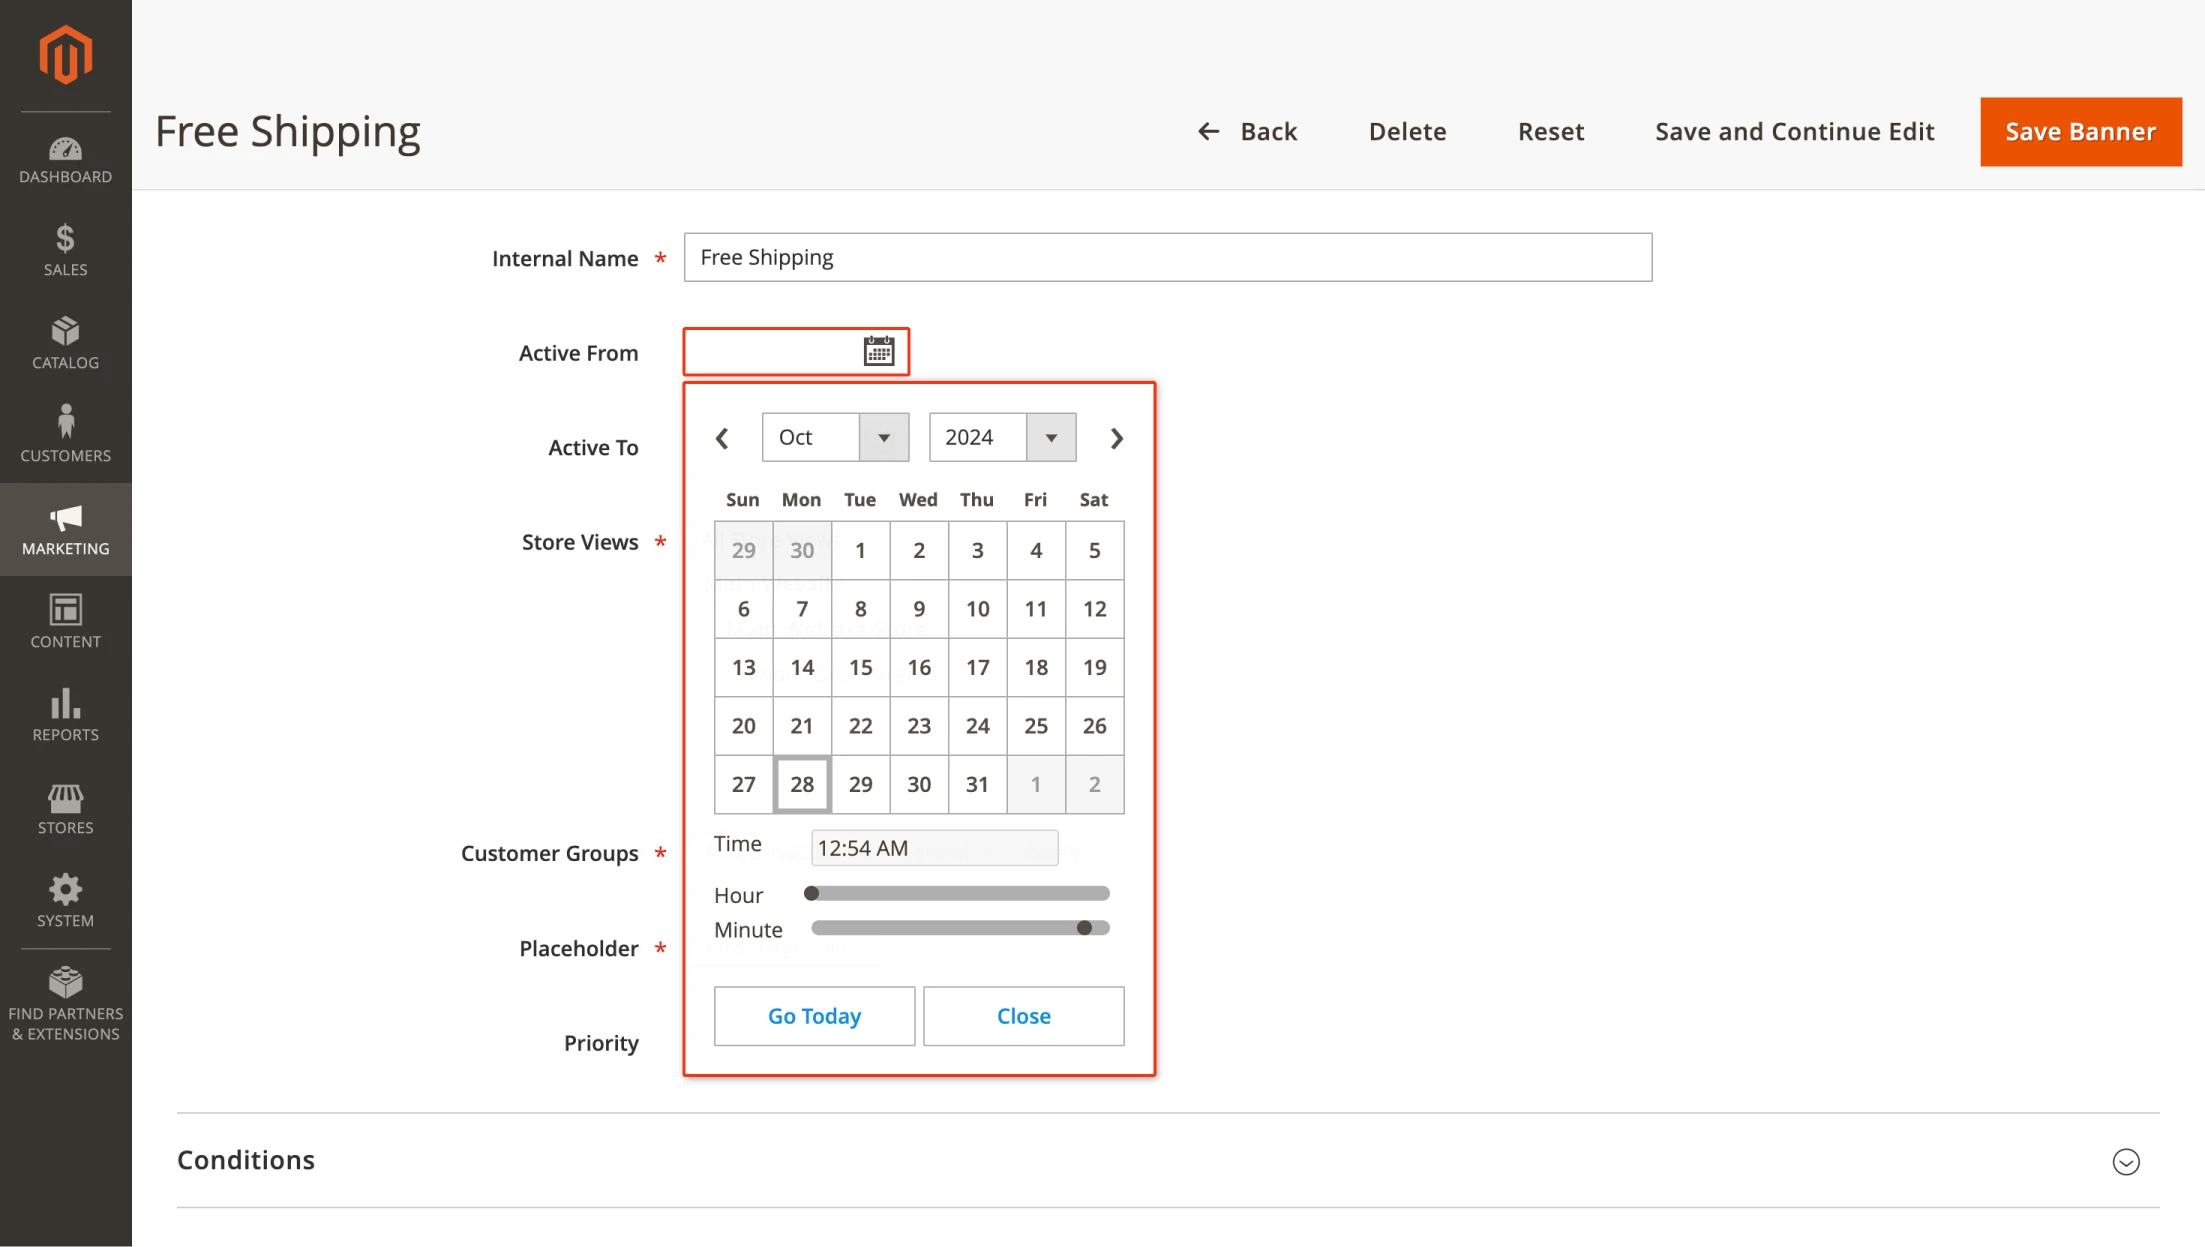 Free Shipping
Back
Delete
Reset
Save and Continue Edit
Save Banner
DASHBOARD
SALES
CATALOG
CUSTOMERS
MARKETING
CONTENT
REPORTS
STORES
SYSTEM
FIND PARTNERS
& EXTENSIONS
Internal Name *
Free Shipping
Active From
Active To
Store Views *
Customer Groups *
Placeholder *
Priority
Oct
2024
Sun Mon Tue Wed Thu Fri Sat
29 30 1 2 3 4 5
6 7 8 9 10 11 12
13 14 15 16 17 18 19
20 21 22 23 24 25 26
27 28 29 30 31 1 2
Time
12:54 AM
Hour
Minute
Go Today
Close
Conditions